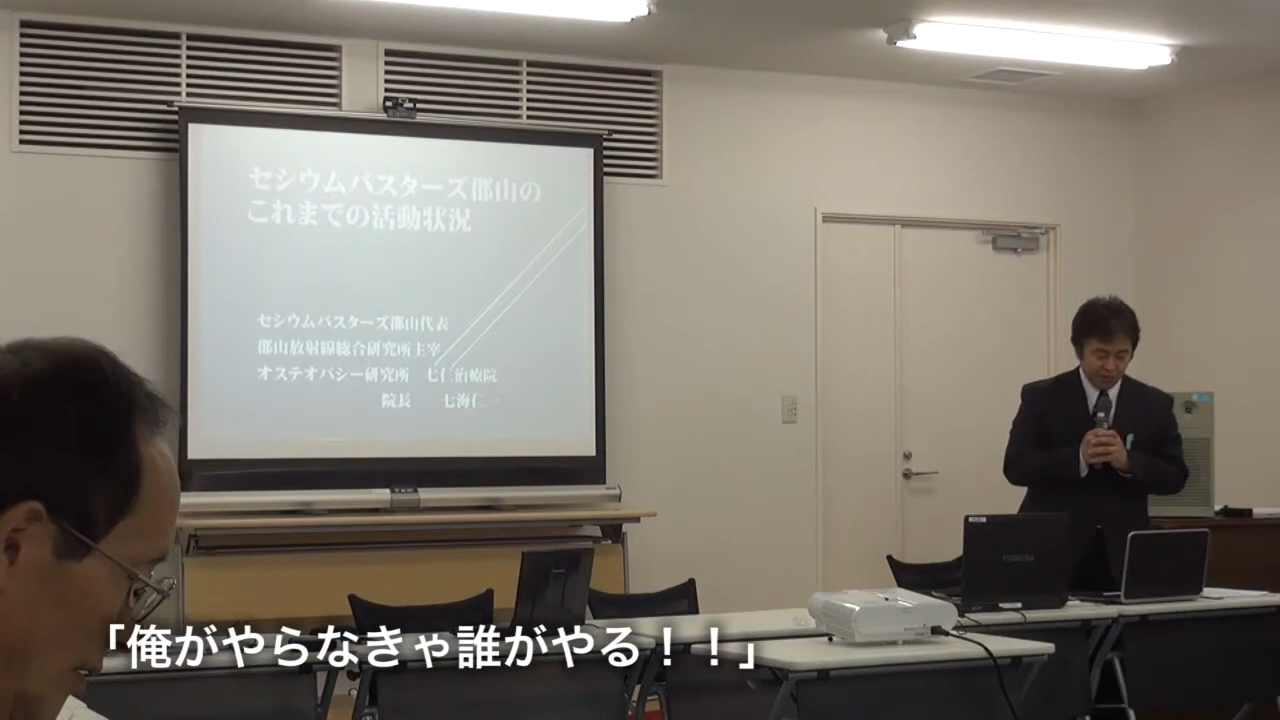 セシウムバスターズ郡山の
これまでの活動状況
セシウムバスターズ郡山代表
郡山放射線総合研究所主宰
オステオパシー研究所　七仁治療院
院長　七海仁一
TOSHIBA
「俺がやらなきゃ誰がやる！！」